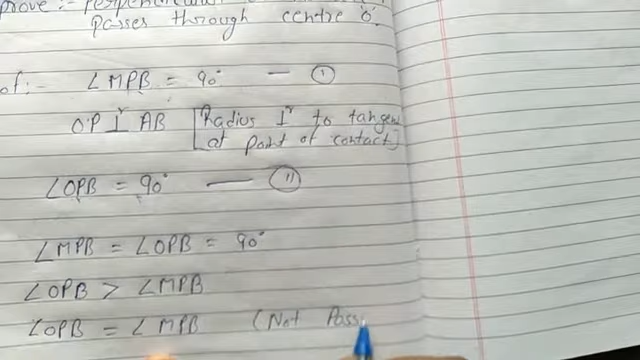 prove :- perpendicular
passes through centre O.
of :- ∠MPB = 90° — (I)
OP ⊥r AB [Radius ⊥r to tangen
at point of contact]
∠OPB = 90° — (II)
∠MPB = ∠OPB = 90°
∠OPB > ∠MPB
∠OPB = ∠MPB (Not Poss